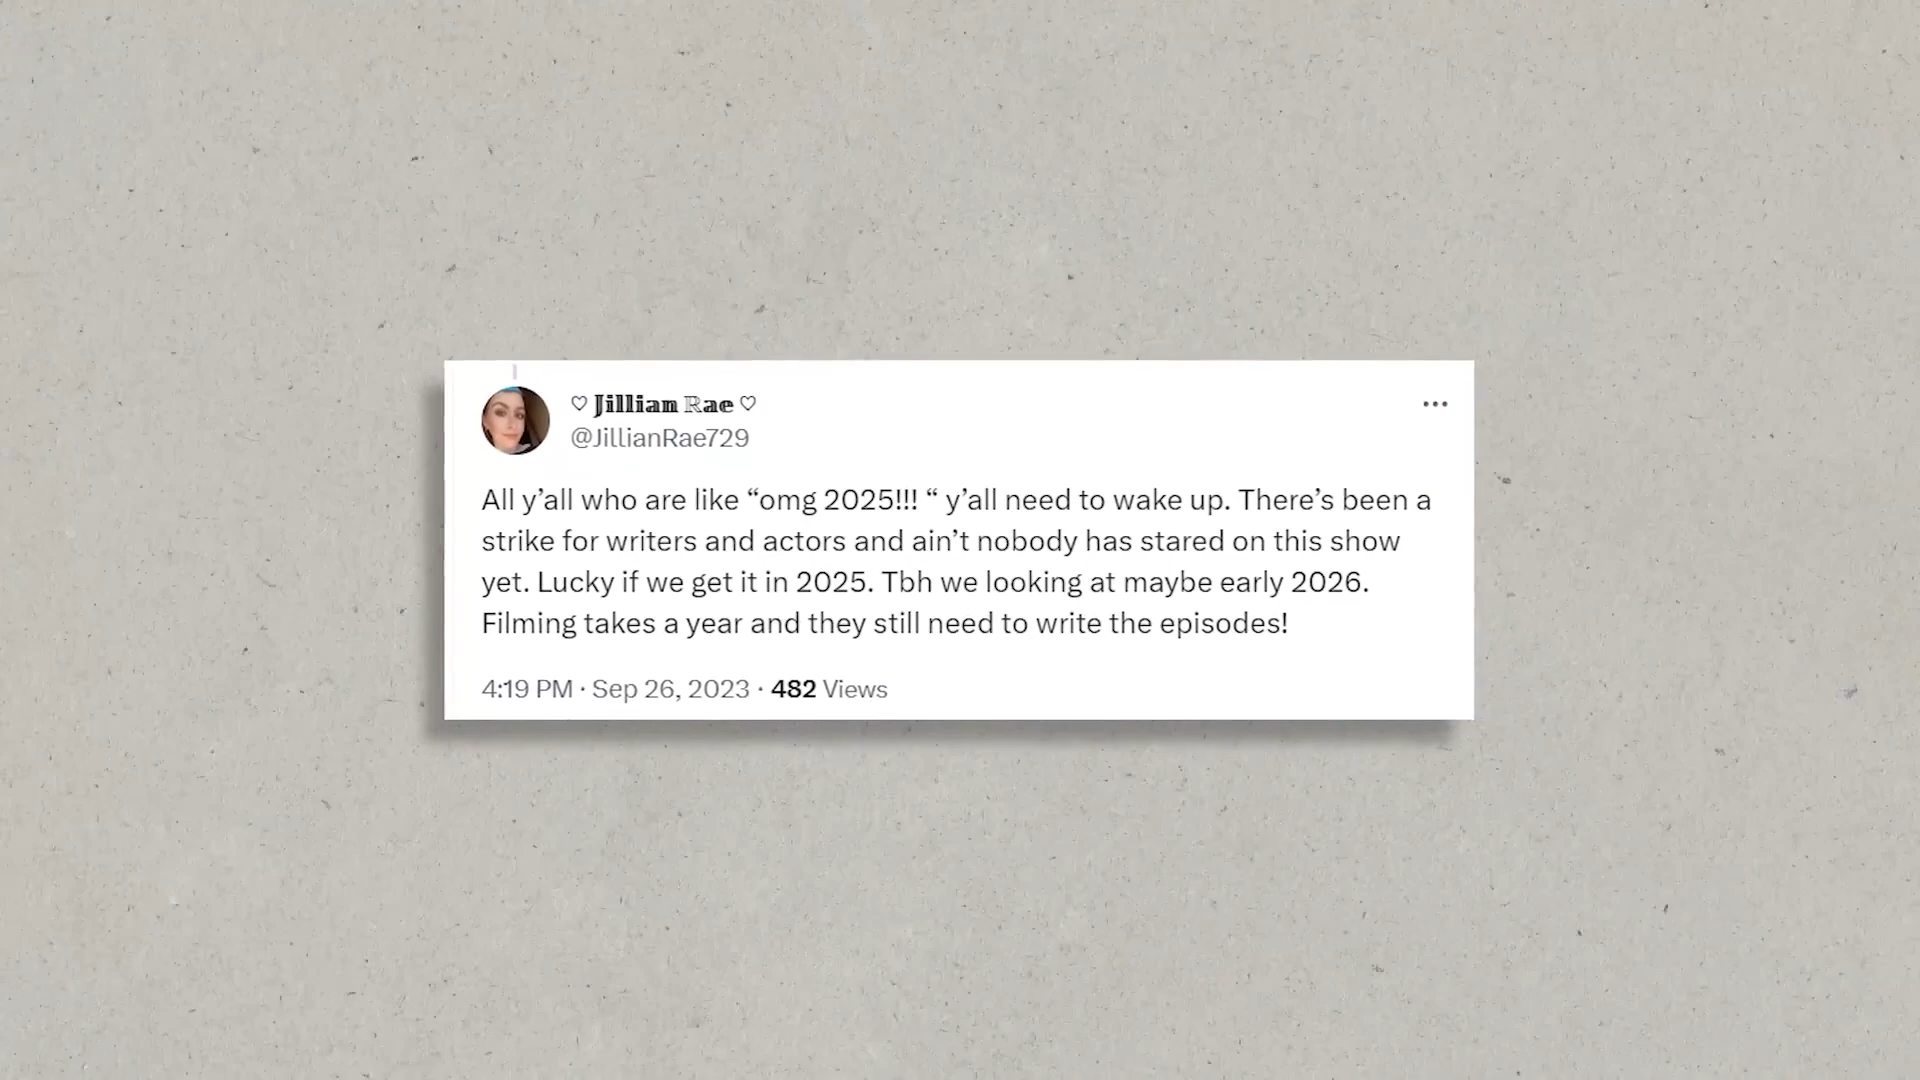 ♡ 𝕁illian ℝae ♡
@JillianRae729
All y’all who are like “omg 2025!!! “ y’all need to wake up. There’s been a
strike for writers and actors and ain’t nobody has stared on this show
yet. Lucky if we get it in 2025. Tbh we looking at maybe early 2026.
Filming takes a year and they still need to write the episodes!
4:19 PM · Sep 26, 2023 · 482 Views